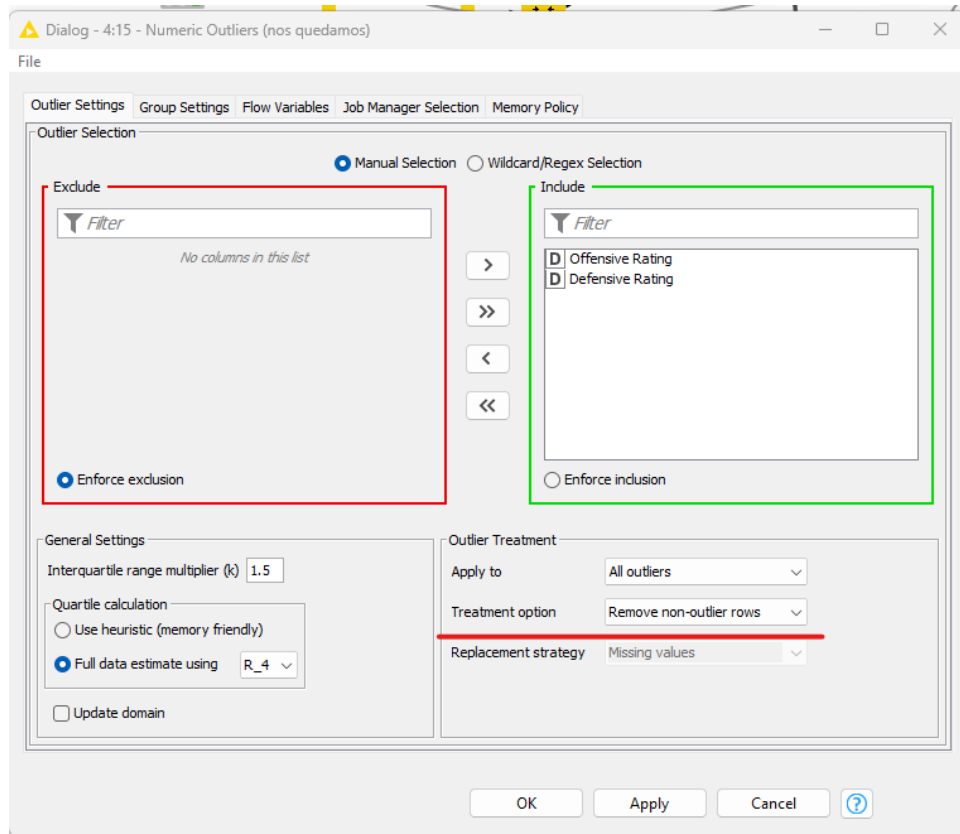 Dialog - 4:15 - Numeric Outliers (nos quedamos)
File
Outlier Settings Group Settings Flow Variables Job Manager Selection Memory Policy
Outlier Selection
Manual Selection Wildcard/Regex Selection
Exclude
Filter
No columns in this list
Enforce exclusion
>
>>
<
<<
Include
Filter
D Offensive Rating
D Defensive Rating
Enforce inclusion
General Settings
Interquartile range multiplier (k) 1.5
Quartile calculation
Use heuristic (memory friendly)
Full data estimate using R_4
Update domain
Outlier Treatment
Apply to All outliers
Treatment option Remove non-outlier rows
Replacement strategy Missing values
OK Apply Cancel ?